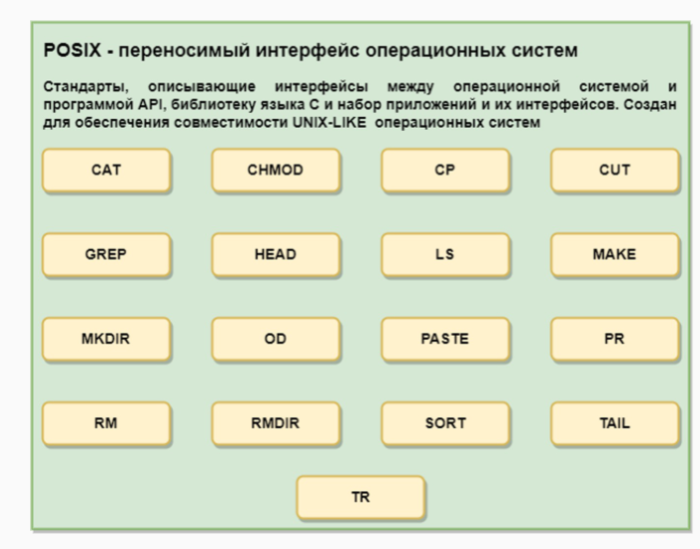 POSIX - переносимый интерфейс операционных систем
Стандарты, описывающие интерфейсы между операционной системой и
программой API, библиотеку языка C и набор приложений и их интерфейсов. Создан
для обеспечения совместимости UNIX-LIKE операционных систем
CAT CHMOD CP CUT
GREP HEAD LS MAKE
MKDIR OD PASTE PR
RM RMDIR SORT TAIL
TR